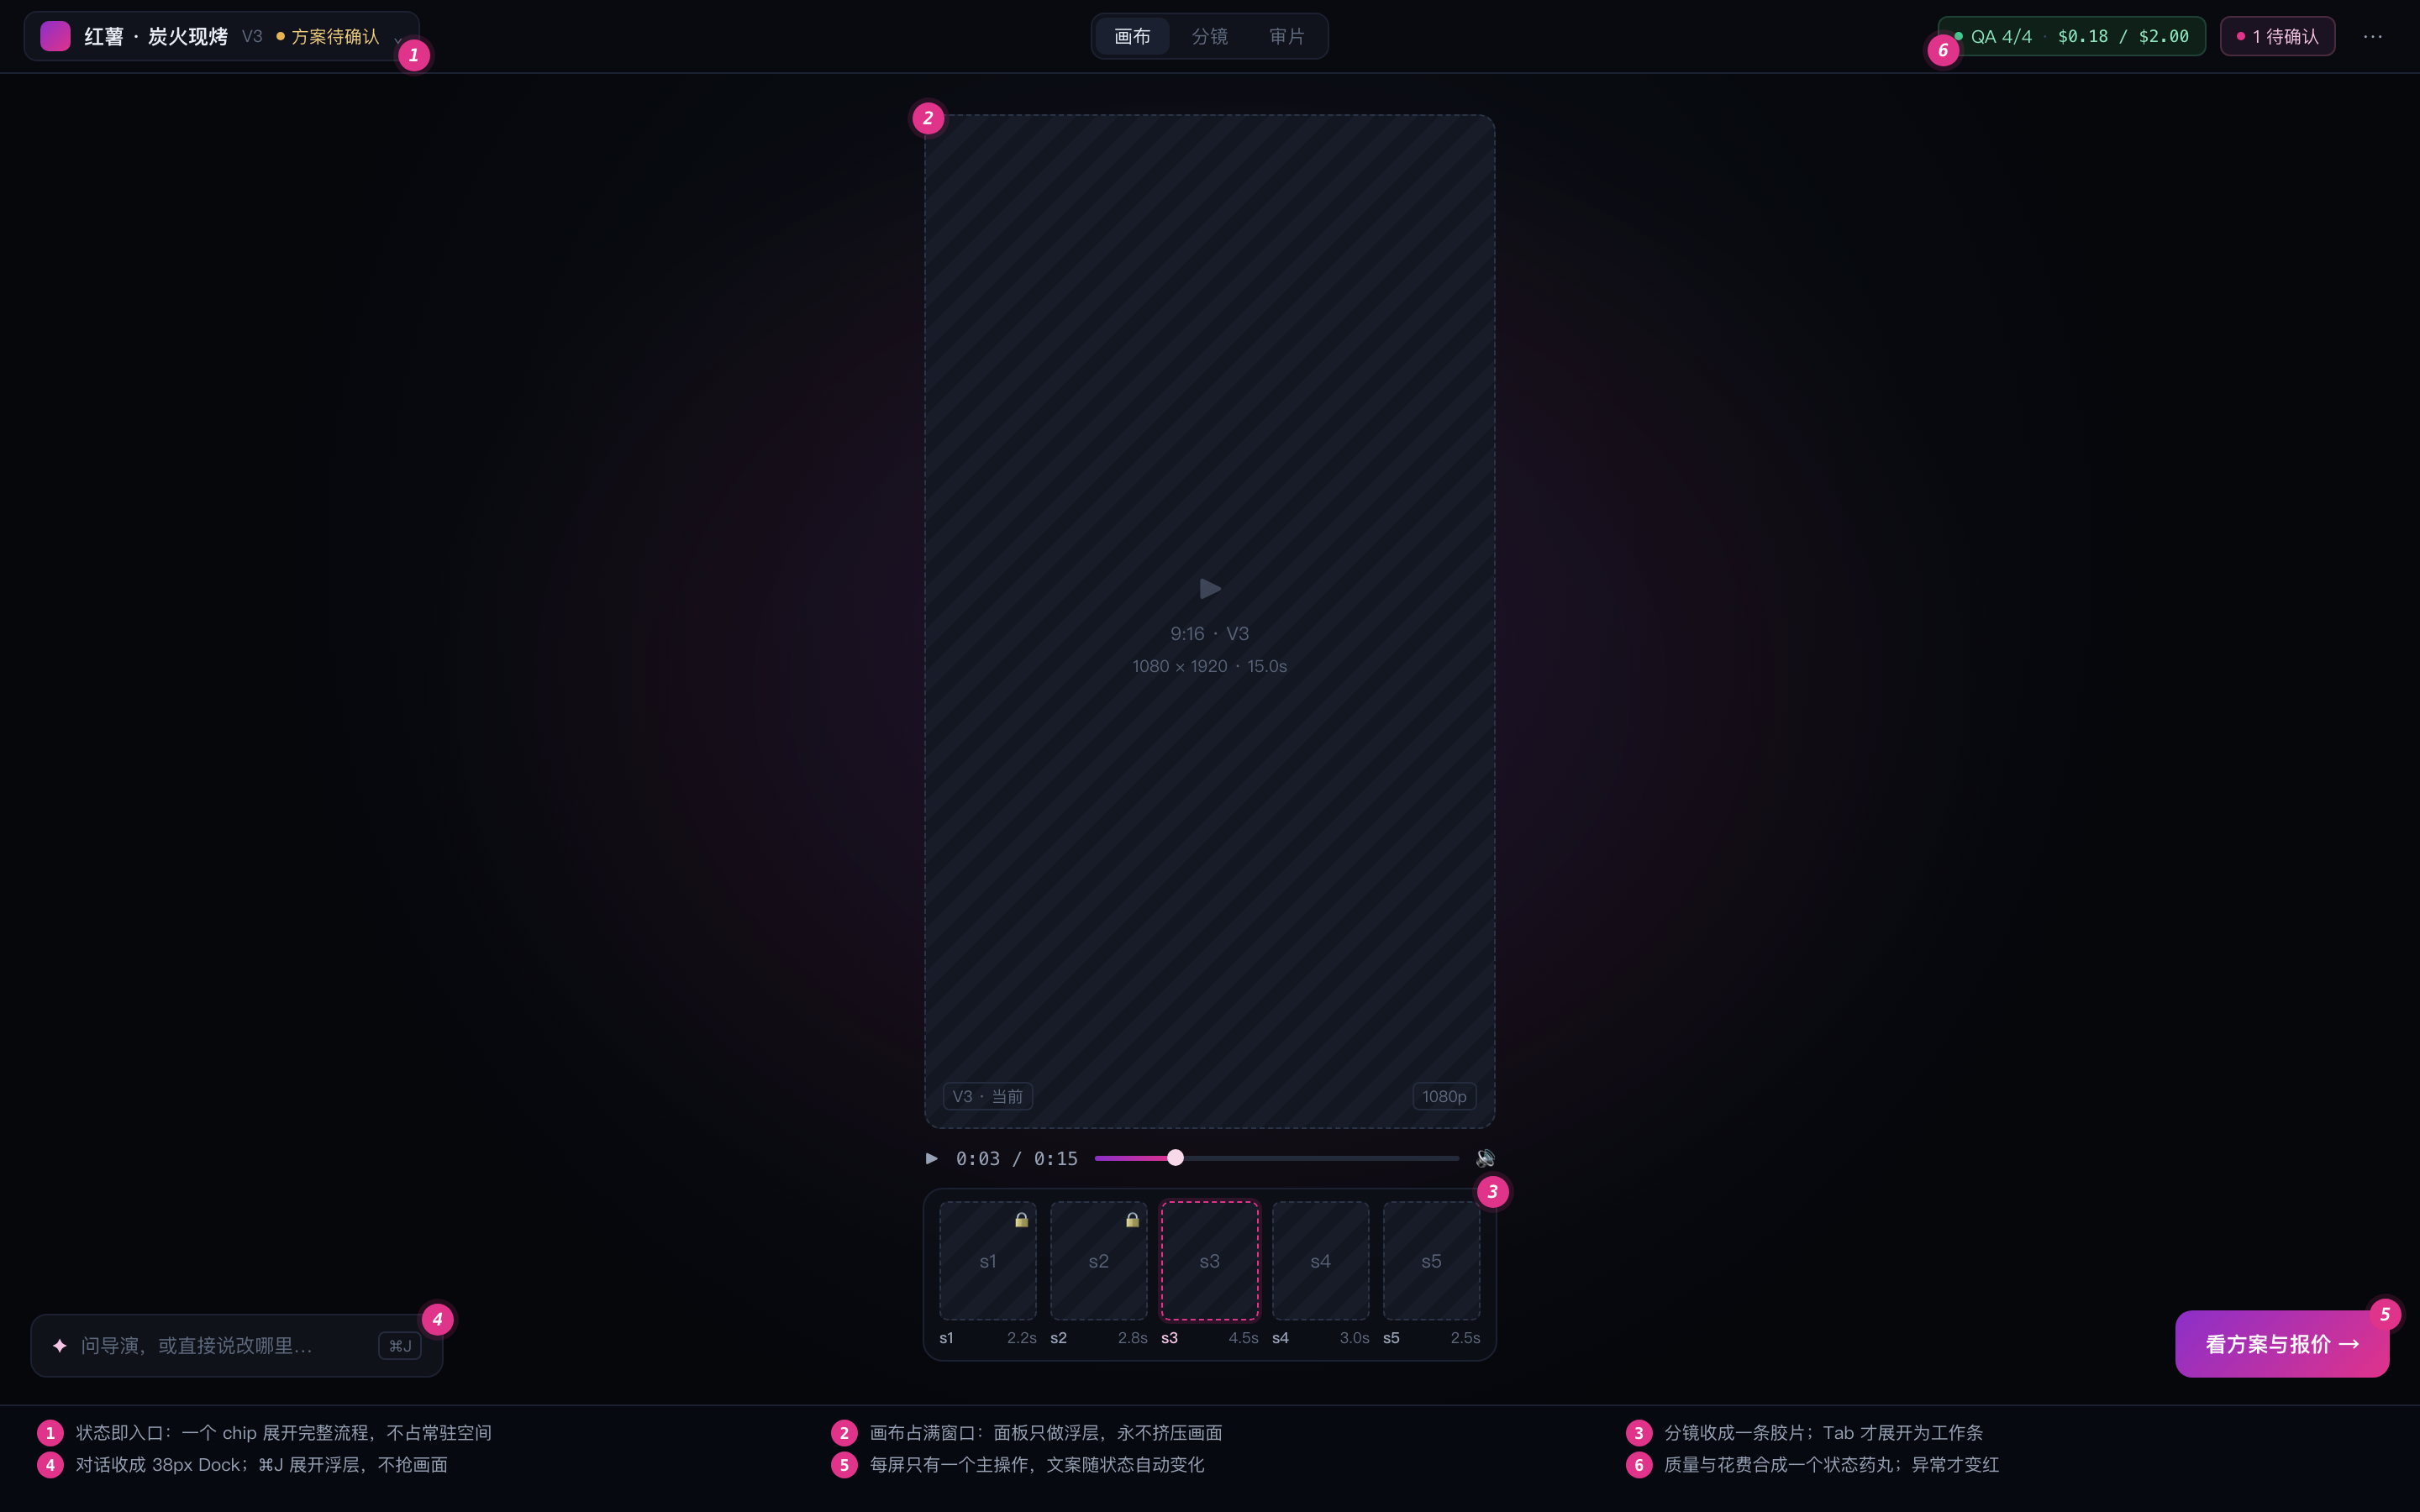 红薯 · 炭火现烤 V3 方案待确认 1
画布 分镜 审片
6 QA 4/4 · $0.18 / $2.00 1 待确认 ···
2
9:16 · V3
1080 × 1920 · 15.0s
V3 · 当前 1080p
0:03 / 0:15
3
s1 s2 s3 s4 s5
s1 2.2s s2 2.8s s3 4.5s s4 3.0s s5 2.5s
4
问导演，或直接说改哪里... ⌘J
5
看方案与报价 →
1 状态即入口：一个 chip 展开完整流程，不占常驻空间
2 画布占满窗口：面板只做浮层，永不挤压画面
3 分镜收成一条胶片；Tab 才展开为工作条
4 对话收成 38px Dock；⌘J 展开浮层，不抢画面
5 每屏只有一个主操作，文案随状态自动变化
6 质量与花费合成一个状态药丸；异常才变红